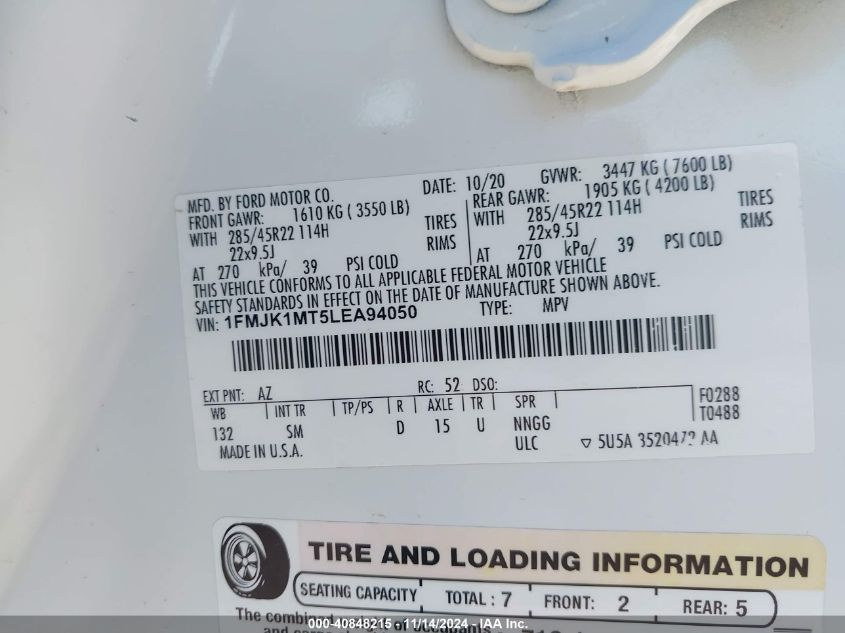 MFD. BY FORD MOTOR CO. DATE: 10/20 GVWR: 3447 KG ( 7600 LB)
FRONT GAWR: 1610 KG ( 3550 LB) REAR GAWR: 1905 KG ( 4200 LB)
WITH 285/45R22 114H TIRES WITH 285/45R22 114H TIRES
22x9.5J RIMS 22x9.5J RIMS
AT 270 kPa/ 39 PSI COLD AT 270 kPa/ 39 PSI COLD
THIS VEHICLE CONFORMS TO ALL APPLICABLE FEDERAL MOTOR VEHICLE
SAFETY STANDARDS IN EFFECT ON THE DATE OF MANUFACTURE SHOWN ABOVE.
VIN: 1FMJK1MT5LEA94050 TYPE: MPV
EXT PNT: AZ RC: 52 DSO:
WB INT TR TP/PS R AXLE TR SPR F0288
132 SM D 15 U NNGG T0488
MADE IN U.S.A. ULC 5U5A 3520472 AA
TIRE AND LOADING INFORMATION
SEATING CAPACITY TOTAL : 7 FRONT: 2 REAR: 5
The combined
000-40848215 - 11/14/2024 - IAA Inc.